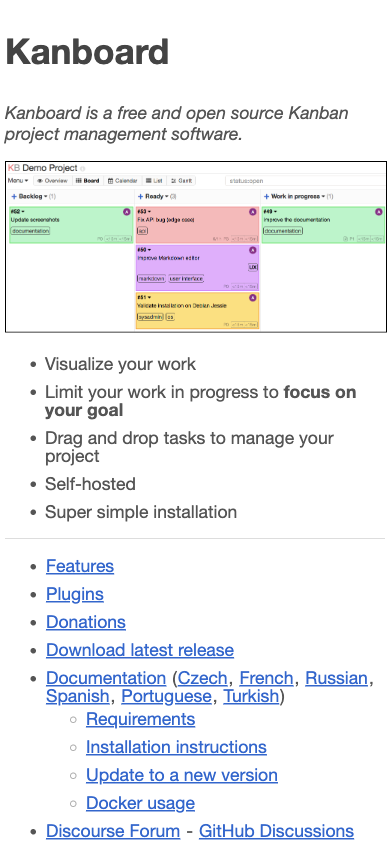 Kanboard
Kanboard is a free and open source Kanban
project management software.
KB Demo Project
Menu Overview Board Calendar List Gantt status:open
+ Backlog (1) + Ready (3) + Work in progress (1)
#52 #53 #49
Update screenshots Fix API bug (edge case) Improve the documentation
documentation api documentation
#50
Improve Markdown editor
UX
markdown user interface
#51
Validate installation on Debian Jessie
sysadmin os
• Visualize your work
• Limit your work in progress to focus on
your goal
• Drag and drop tasks to manage your
project
• Self-hosted
• Super simple installation
• Features
• Plugins
• Donations
• Download latest release
• Documentation (Czech, French, Russian,
Spanish, Portuguese, Turkish)
◦ Requirements
◦ Installation instructions
◦ Update to a new version
◦ Docker usage
• Discourse Forum - GitHub Discussions